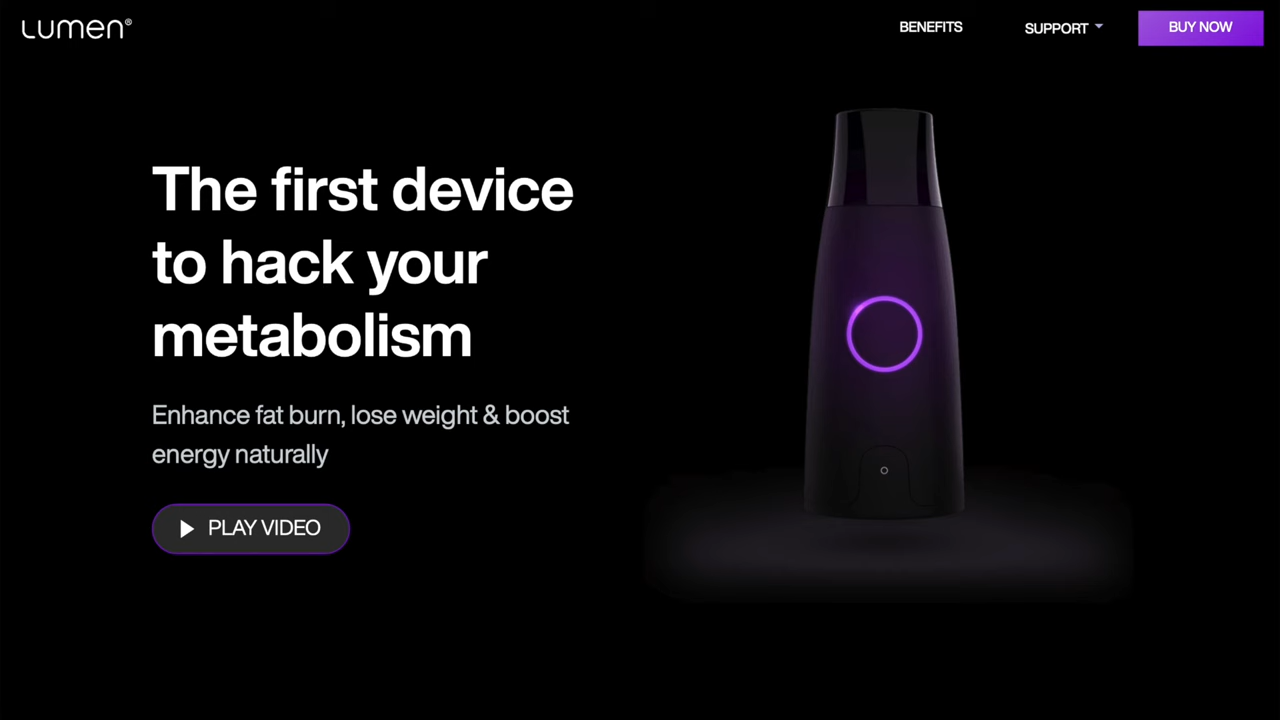 Lumen®
BENEFITS
SUPPORT
BUY NOW
The first device
to hack your
metabolism
Enhance fat burn, lose weight & boost
energy naturally
PLAY VIDEO